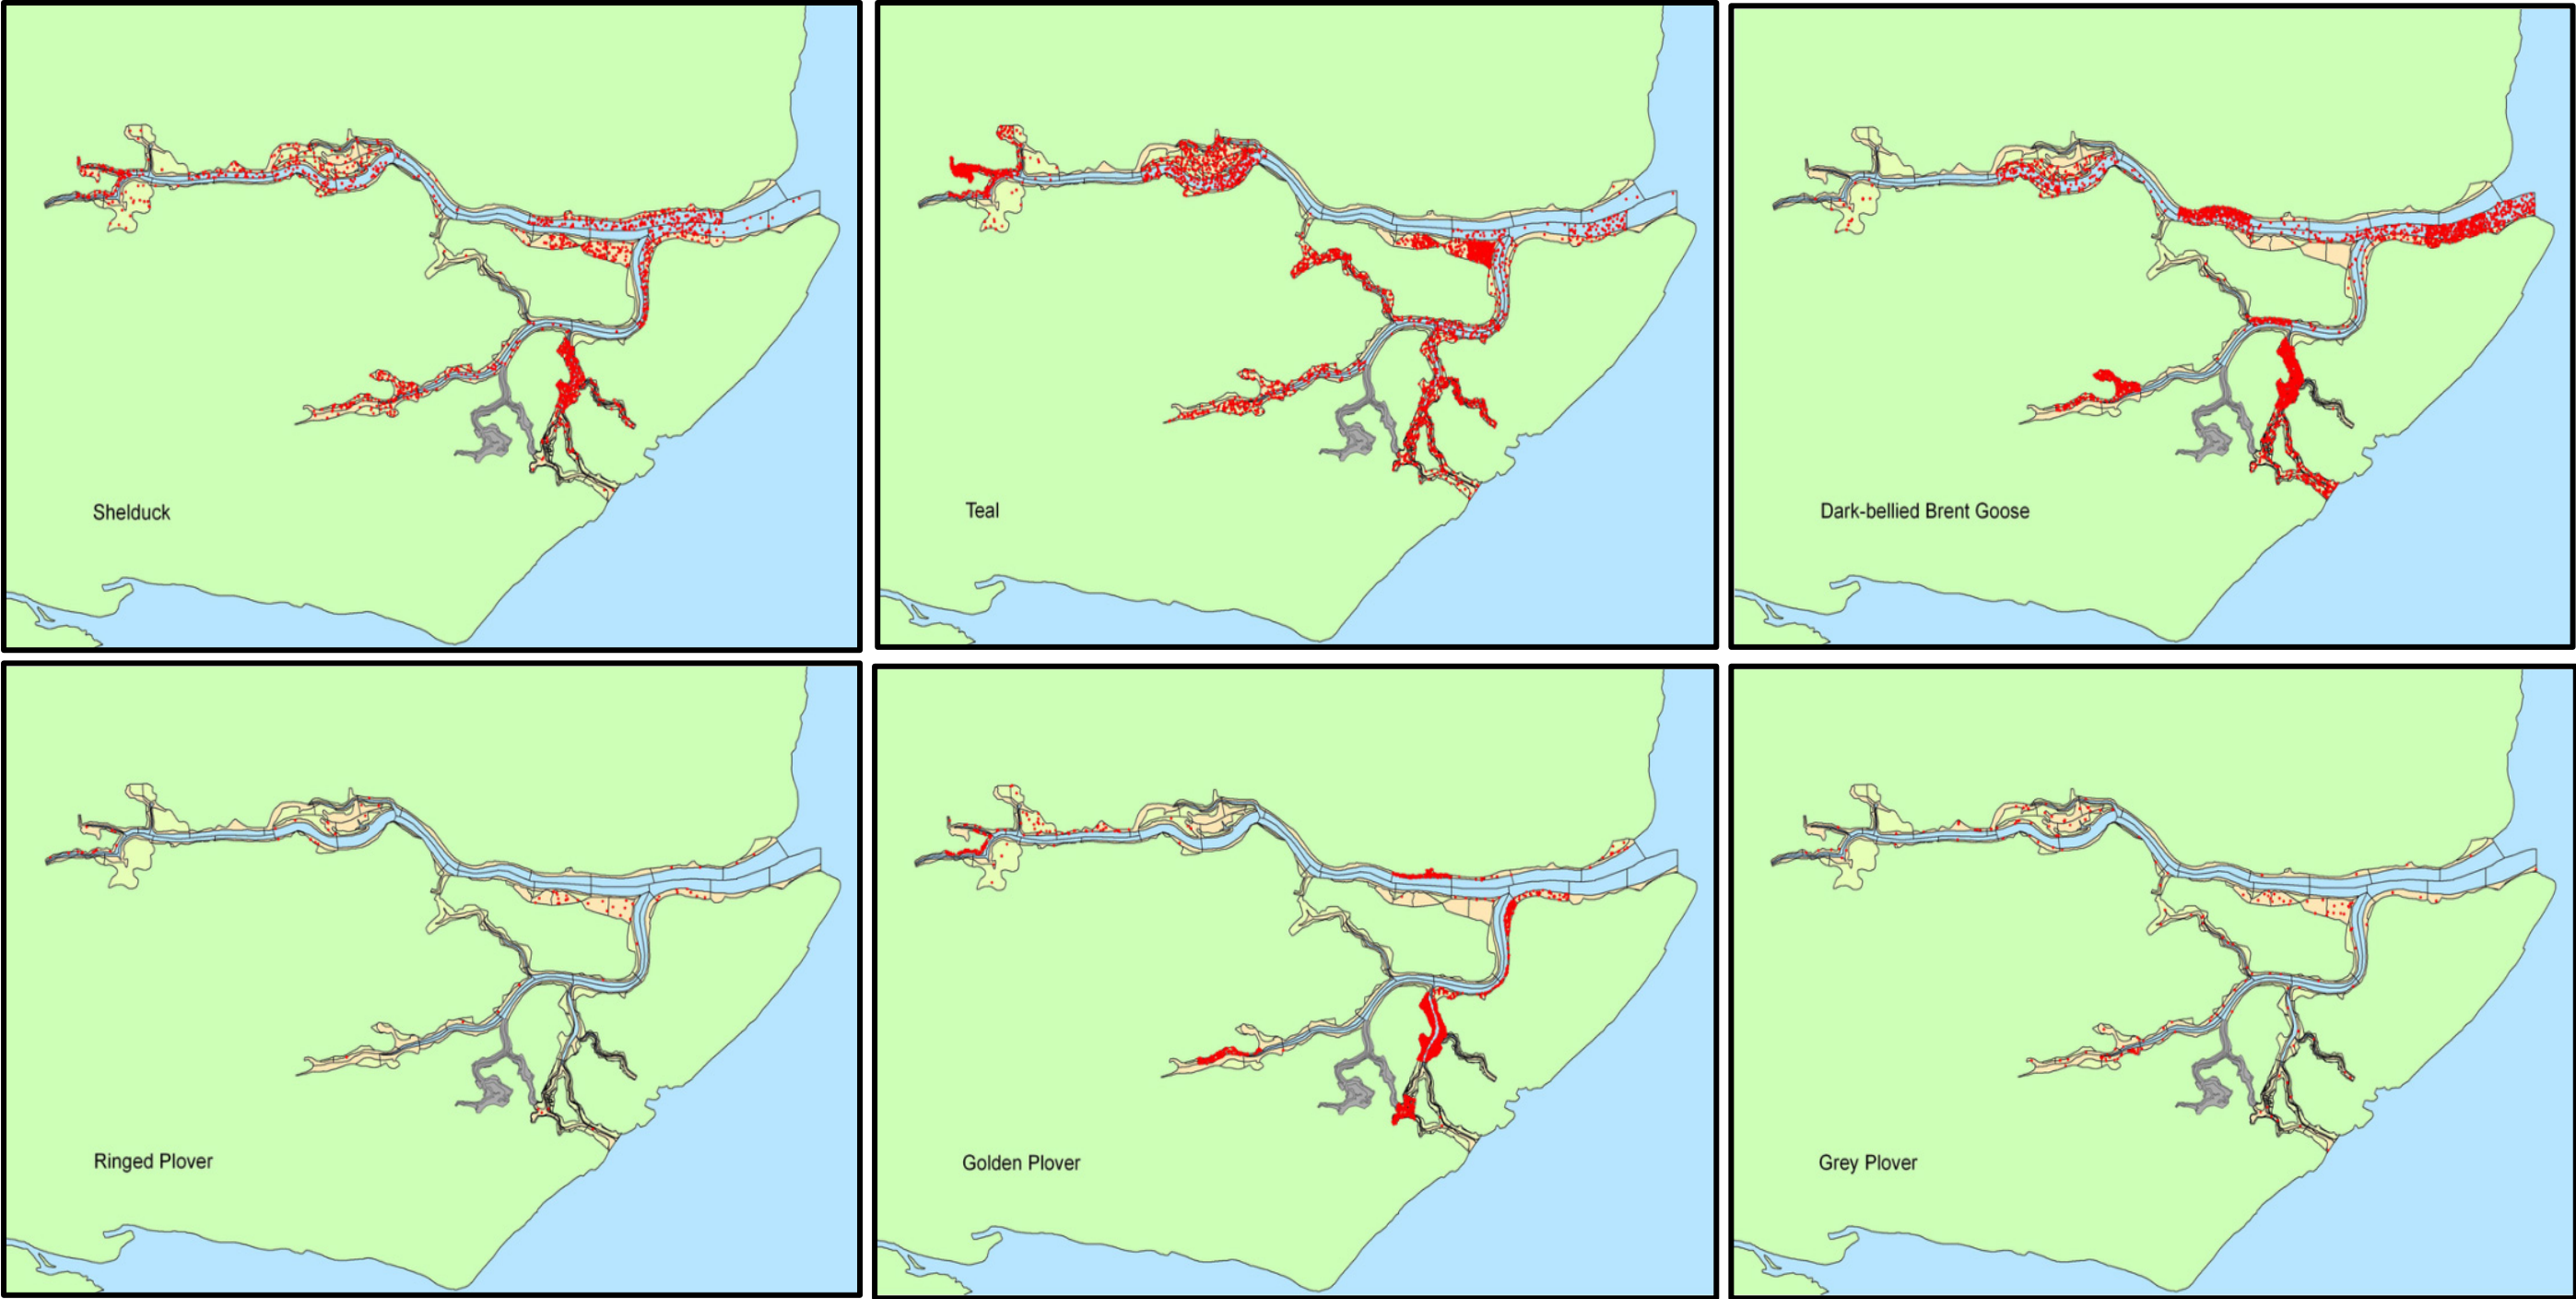 Shelduck
Teal
Dark-bellied Brent Goose
Ringed Plover
Golden Plover
Grey Plover